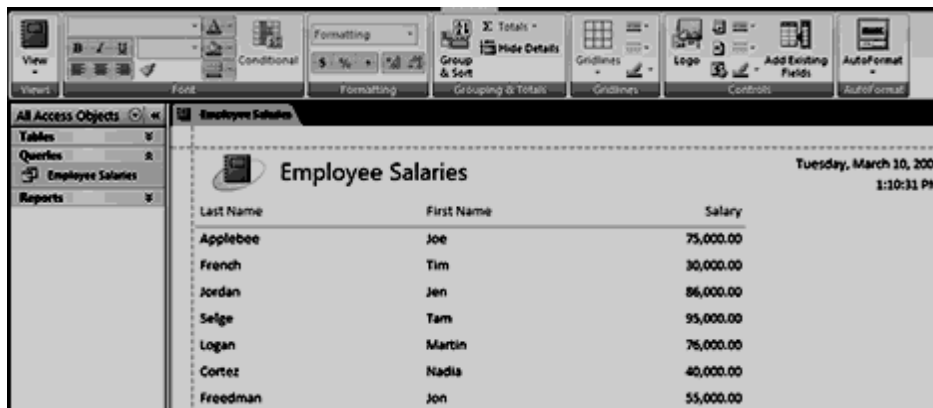 View
B I U
Conditional
Formatting
$ % ,
Group & Sort
Σ Totals
Hide Details
Gridlines
Logo
Add Existing Fields
AutoFormat
Views
Font
Formatting
Grouping & Totals
Gridlines
Controls
AutoFormat
All Access Objects
Tables
Queries
Employee Salaries
Reports
Employee Salaries
Employee Salaries
Tuesday, March 10, 200
1:10:31 PM
Last Name First Name Salary
Applebee Joe 75,000.00
French Tim 30,000.00
Jordan Jen 86,000.00
Selge Tam 95,000.00
Logan Martin 76,000.00
Cortez Nadia 40,000.00
Freedman Jon 55,000.00